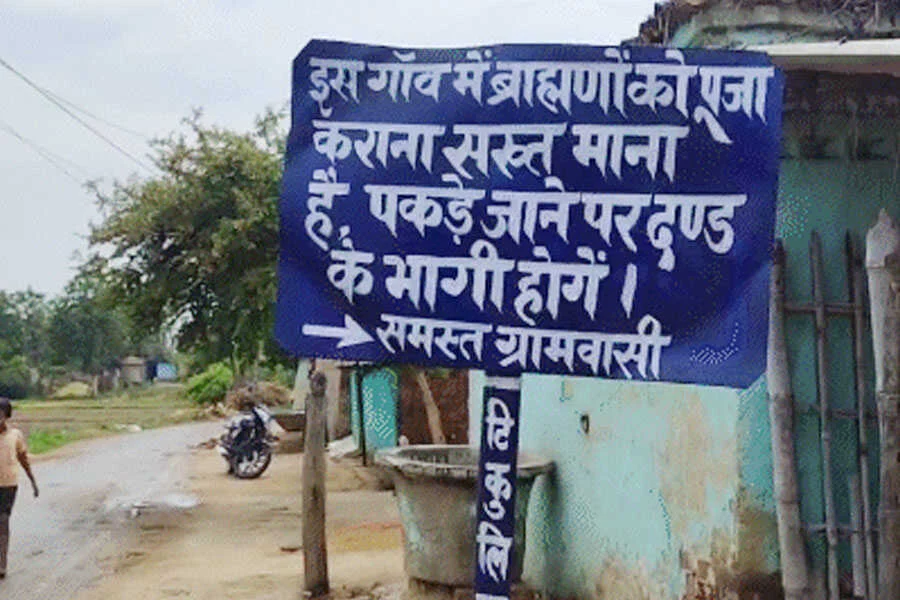 इस गाँव में ब्राह्मणों को पूजा
कराना सख्त माना
है, पकड़े जाने पर दण्ड
के भागी होगें ।
→ समस्त ग्रामवासी
टिकुलि